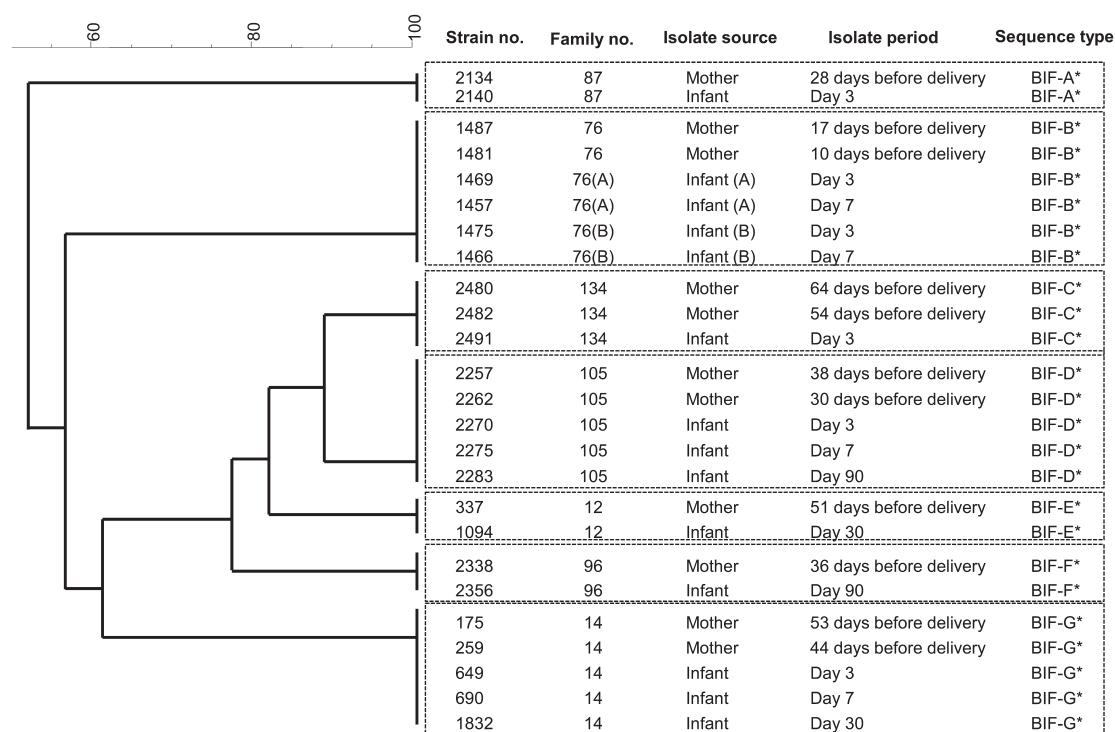 60 80 100
Strain no. Family no. Isolate source Isolate period Sequence type
2134 87 Mother 28 days before delivery BIF-A*
2140 87 Infant Day 3 BIF-A*
1487 76 Mother 17 days before delivery BIF-B*
1481 76 Mother 10 days before delivery BIF-B*
1469 76(A) Infant (A) Day 3 BIF-B*
1457 76(A) Infant (A) Day 7 BIF-B*
1475 76(B) Infant (B) Day 3 BIF-B*
1466 76(B) Infant (B) Day 7 BIF-B*
2480 134 Mother 64 days before delivery BIF-C*
2482 134 Mother 54 days before delivery BIF-C*
2491 134 Infant Day 3 BIF-C*
2257 105 Mother 38 days before delivery BIF-D*
2262 105 Mother 30 days before delivery BIF-D*
2270 105 Infant Day 3 BIF-D*
2275 105 Infant Day 7 BIF-D*
2283 105 Infant Day 90 BIF-D*
337 12 Mother 51 days before delivery BIF-E*
1094 12 Infant Day 30 BIF-E*
2338 96 Mother 36 days before delivery BIF-F*
2356 96 Infant Day 90 BIF-F*
175 14 Mother 53 days before delivery BIF-G*
259 14 Mother 44 days before delivery BIF-G*
649 14 Infant Day 3 BIF-G*
690 14 Infant Day 7 BIF-G*
1832 14 Infant Day 30 BIF-G*